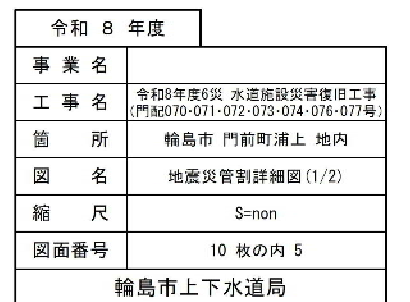 令和 8 年度
事業名
工事名 令和8年度6災 水道施設災害復旧工事
(門配070・071・072・073・074・076・077号)
箇所 輪島市 門前町浦上 地内
図名 地震災管割詳細図(1/2)
縮尺 S=non
図面番号 10 枚の内 5
輪島市上下水道局